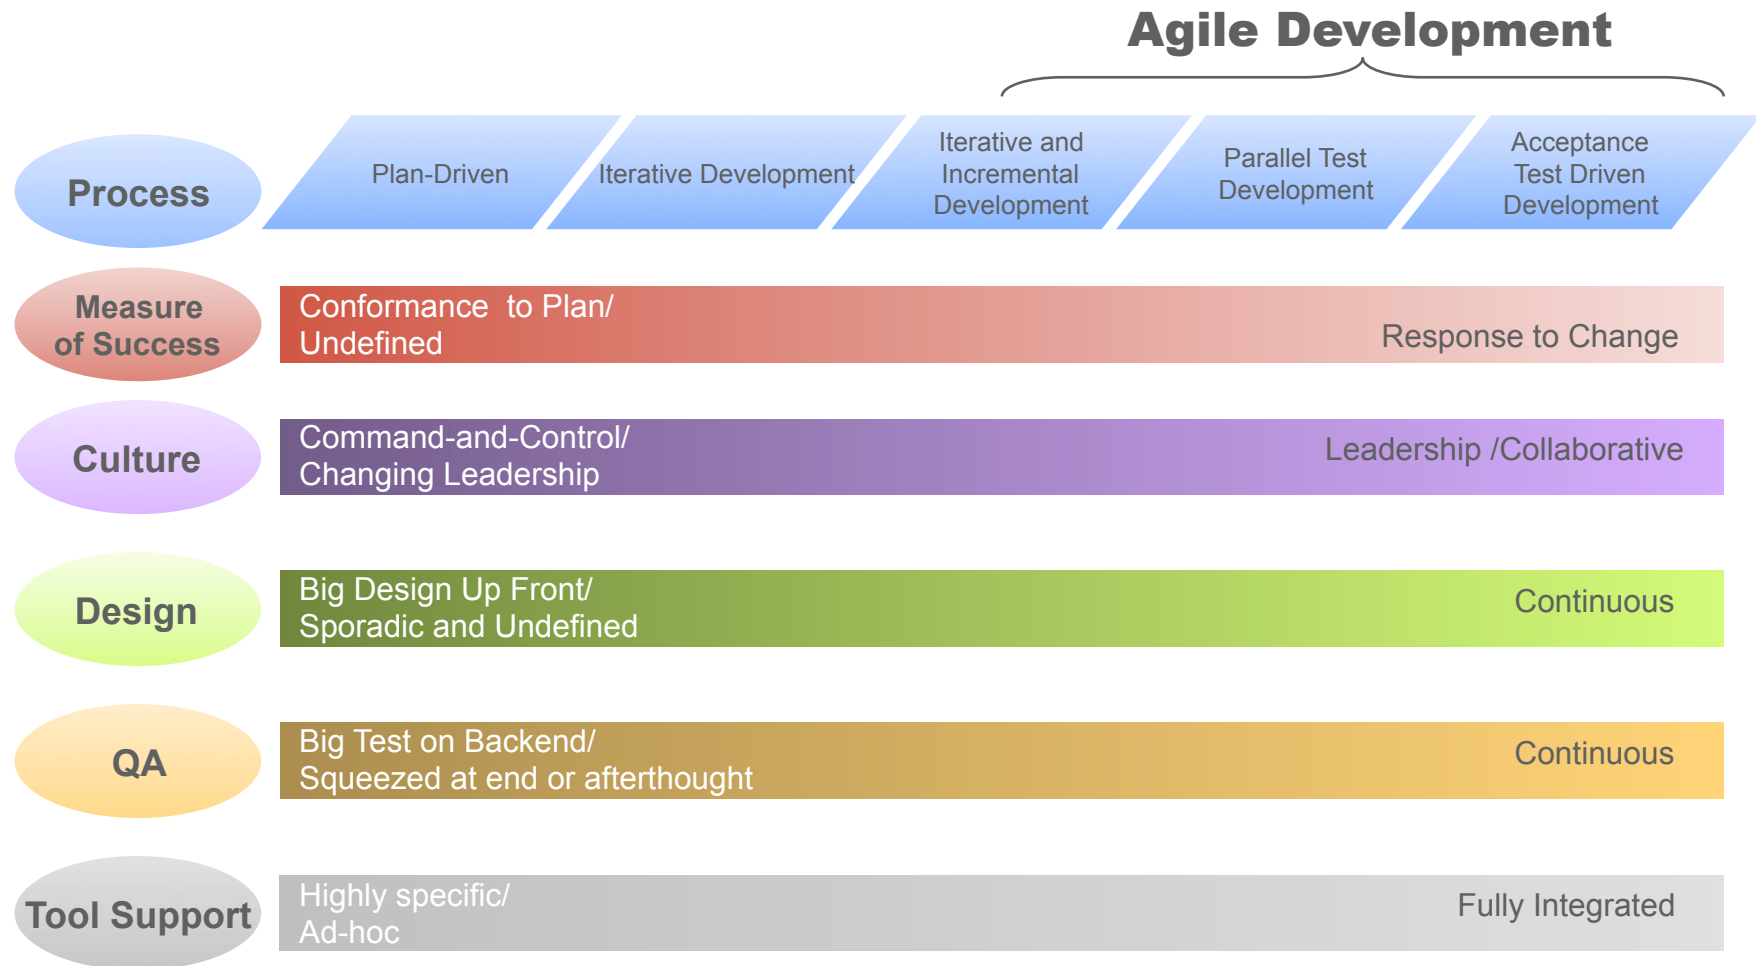 Agile Development
Process
Plan-Driven
Iterative Development
Iterative and
Incremental
Development
Parallel Test
Development
Acceptance
Test Driven
Development
Measure
of Success
Conformance  to Plan/
Undefined
Response to Change
Culture
Command-and-Control/
Changing Leadership
Leadership /Collaborative
Design
Big Design Up Front/
Sporadic and Undefined
Continuous
QA
Big Test on Backend/
Squeezed at end or afterthought
Continuous
Tool Support
Highly specific/
Ad-hoc
Fully Integrated